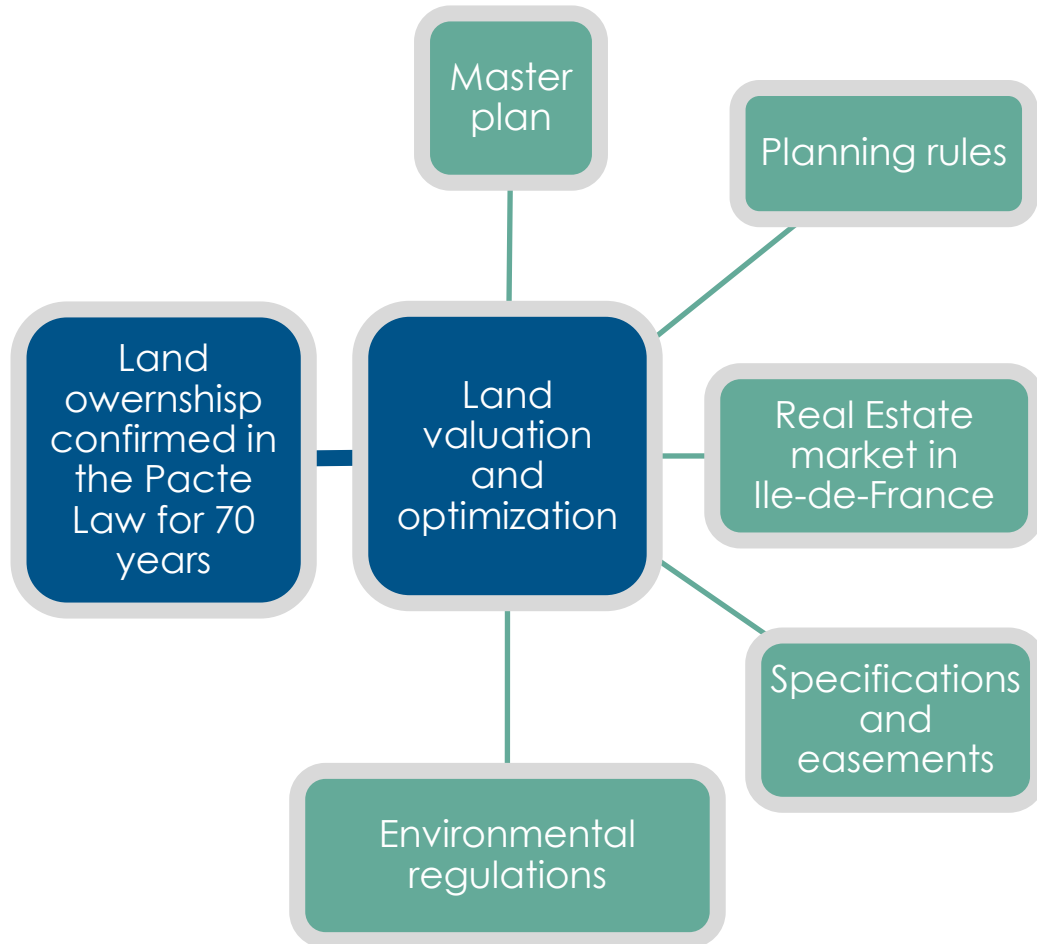 Master
plan
Planning rules
Land
owernshisp
confirmed in
the Pacte
Law for 70
years
Land
valuation
and
optimization
Real Estate
market in
Ile-de-France
Specifications
and
easements
Environmental
regulations